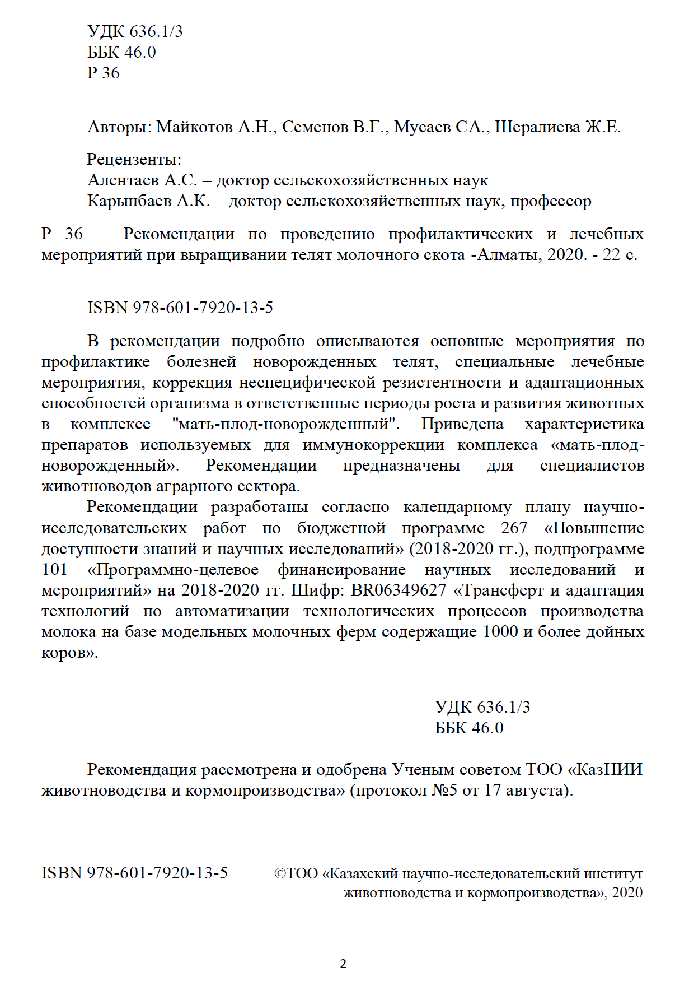 УДК 636.1/3
ББК 46.0
Р 36
Авторы: Майкотов А.Н., Семенов В.Г., Мусаев СА., Шералиева Ж.Е.
Рецензенты:
Алентаев А.С. – доктор сельскохозяйственных наук
Карынбаев А.К. – доктор сельскохозяйственных наук, профессор
Р 36 Рекомендации по проведению профилактических и лечебных
мероприятий при выращивании телят молочного скота -Алматы, 2020. - 22 с.
ISBN 978-601-7920-13-5
В рекомендации подробно описываются основные мероприятия по
профилактике болезней новорожденных телят, специальные лечебные
мероприятия, коррекция неспецифической резистентности и адаптационных
способностей организма в ответственные периоды роста и развития животных
в комплексе "мать-плод-новорожденный". Приведена характеристика
препаратов используемых для иммунокоррекции комплекса «мать-плод-
новорожденный». Рекомендации предназначены для специалистов
животноводов аграрного сектора.
Рекомендации разработаны согласно календарному плану научно-
исследовательских работ по бюджетной программе 267 «Повышение
доступности знаний и научных исследований» (2018-2020 гг.), подпрограмме
101 «Программно-целевое финансирование научных исследований и
мероприятий» на 2018-2020 гг. Шифр: BR06349627 «Трансферт и адаптация
технологий по автоматизации технологических процессов производства
молока на базе модельных молочных ферм содержащие 1000 и более дойных
коров».
УДК 636.1/3
ББК 46.0
Рекомендация рассмотрена и одобрена Ученым советом ТОО «КазНИИ
животноводства и кормопроизводства» (протокол №5 от 17 августа).
ISBN 978-601-7920-13-5 ©ТОО «Казахский научно-исследовательский институт
животноводства и кормопроизводства», 2020
2